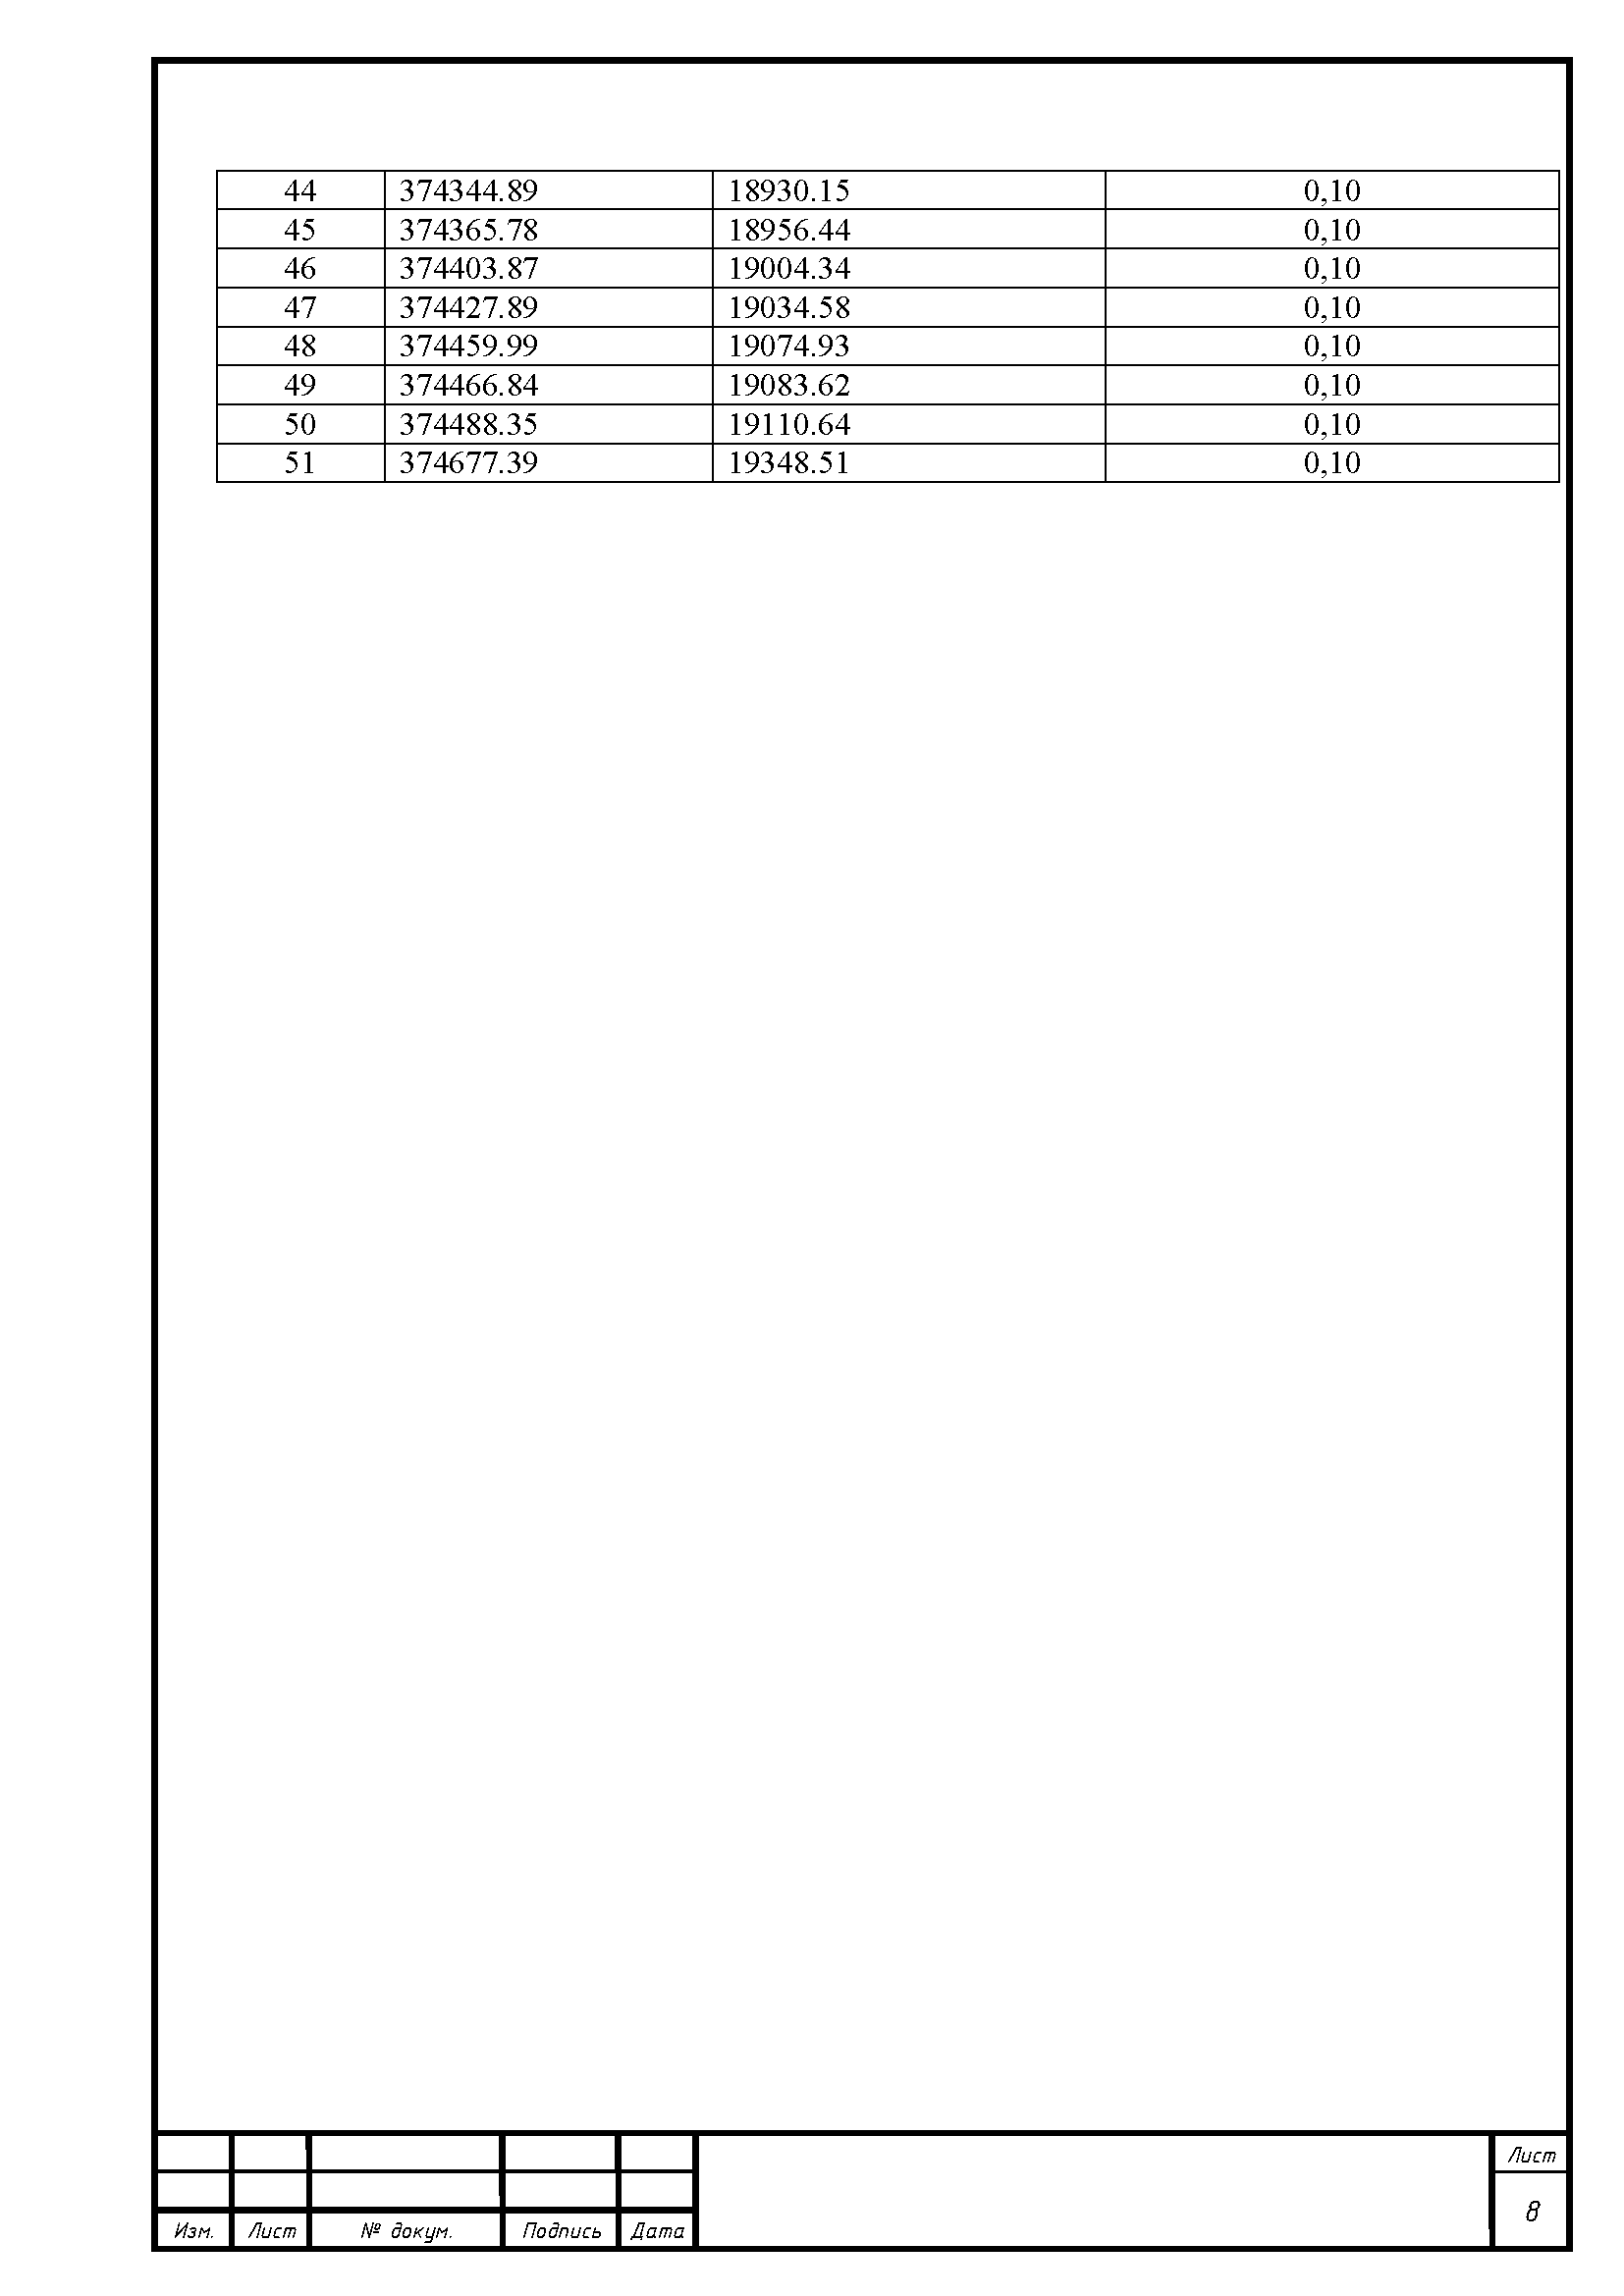 44 374344.89 18930.15 0,10
45 374365.78 18956.44 0,10
46 374403.87 19004.34 0,10
47 374427.89 19034.58 0,10
48 374459.99 19074.93 0,10
49 374466.84 19083.62 0,10
50 374488.35 19110.64 0,10
51 374677.39 19348.51 0,10
Лист
8
Изм. Лист № докум. Подпись Дата